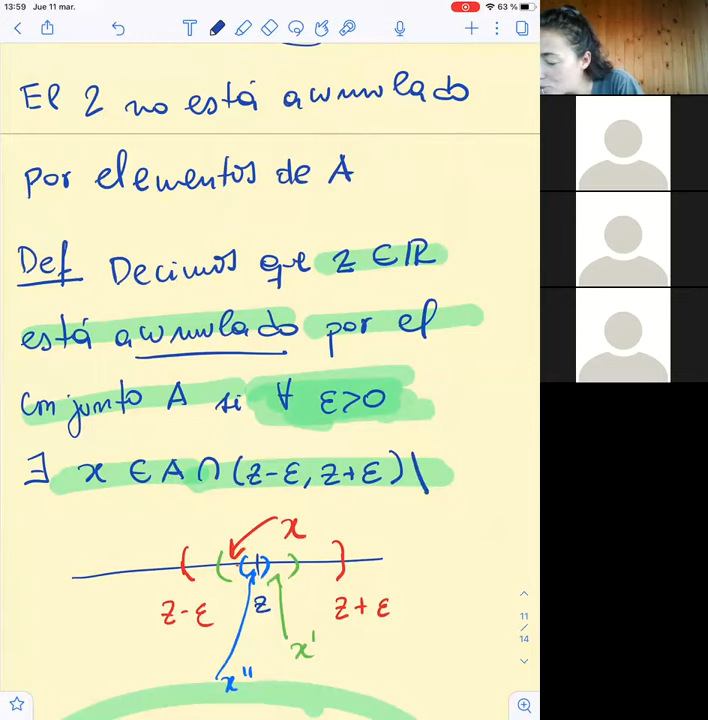 13:59 Jue 11 mar.
63 %
El 2 no está acumulado
por elementos de A
Def Decimos que z ∈ ℝ
está acumulado por el
conjunto A si ∀ ε>0
∃ x ∈ A ∩ (z-ε, z+ε) \
x
z-ε z z+ε
x'
x"
11
/
14